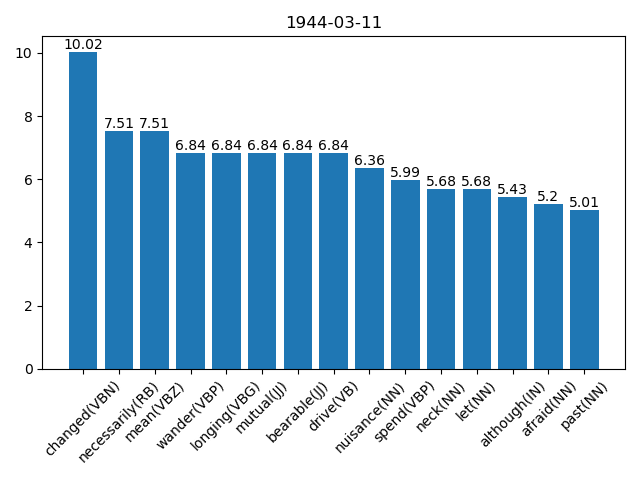 1944-03-11
10.02
7.51
7.51
6.84
6.84
6.84
6.84
6.84
6.36
5.99
5.68
5.68
5.43
5.2
5.01
10
8
6
4
2
0
changed(VBN)
necessarily(RB)
mean(VBZ)
wander(VBP)
longing(VBG)
mutual(JJ)
bearable(JJ)
drive(VB)
nuisance(NN)
spend(VBP)
neck(NN)
let(NN)
although(IN)
afraid(NN)
past(NN)